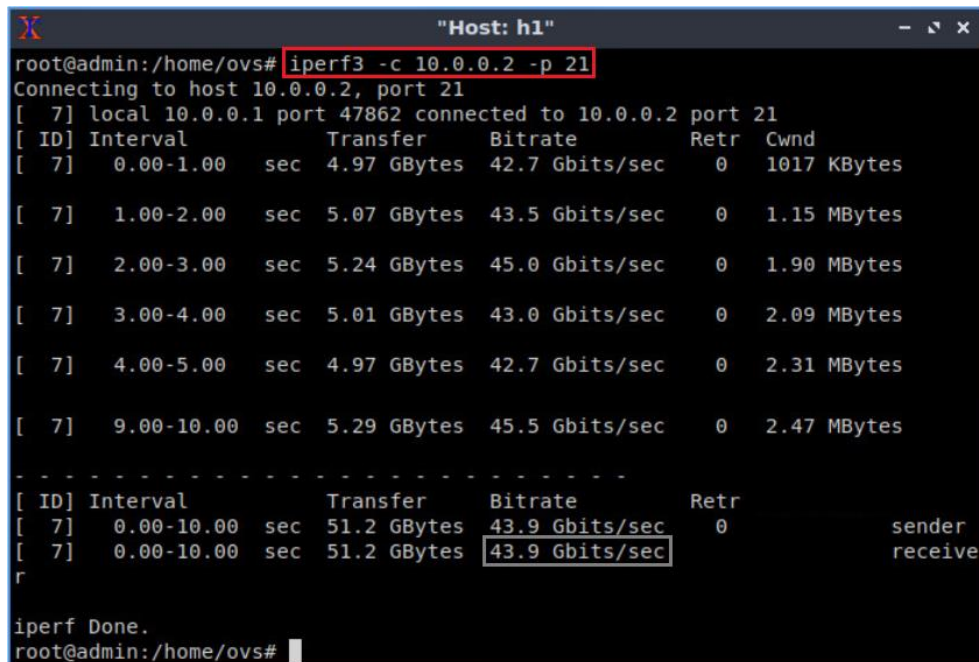 "Host: h1"
root@admin:/home/ovs# iperf3 -c 10.0.0.2 -p 21
Connecting to host 10.0.0.2, port 21
[  7] local 10.0.0.1 port 47862 connected to 10.0.0.2 port 21
[ ID] Interval           Transfer     Bitrate         Retr  Cwnd
[  7]   0.00-1.00   sec  4.97 GBytes  42.7 Gbits/sec    0   1017 KBytes
[  7]   1.00-2.00   sec  5.07 GBytes  43.5 Gbits/sec    0   1.15 MBytes
[  7]   2.00-3.00   sec  5.24 GBytes  45.0 Gbits/sec    0   1.90 MBytes
[  7]   3.00-4.00   sec  5.01 GBytes  43.0 Gbits/sec    0   2.09 MBytes
[  7]   4.00-5.00   sec  4.97 GBytes  42.7 Gbits/sec    0   2.31 MBytes
[  7]   9.00-10.00  sec  5.29 GBytes  45.5 Gbits/sec    0   2.47 MBytes
- - - - - - - - - - - - - - - - - - - - - - - - -
[ ID] Interval           Transfer     Bitrate         Retr
[  7]   0.00-10.00  sec  51.2 GBytes  43.9 Gbits/sec    0             sender
[  7]   0.00-10.00  sec  51.2 GBytes  43.9 Gbits/sec                  receive
r
iperf Done.
root@admin:/home/ovs#